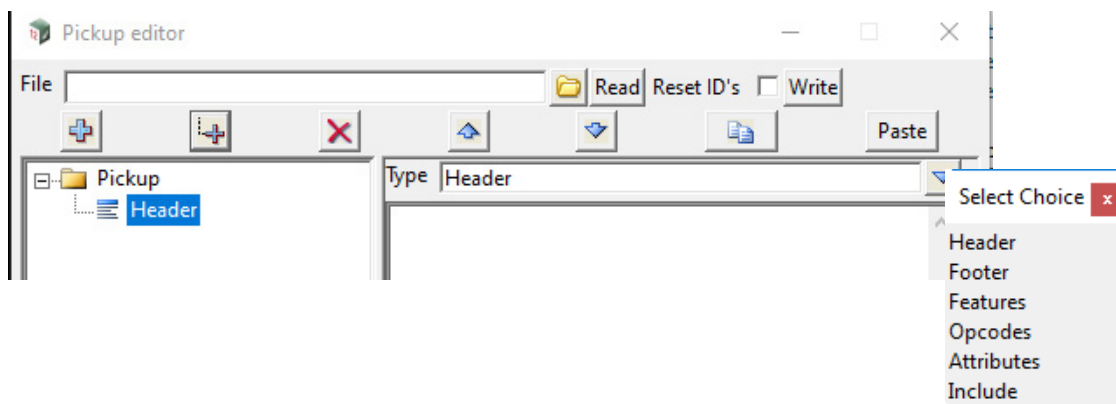 Pickup editor
File Read Reset ID's Write
Paste
Pickup
Header
Type Header
Select Choice x
Header
Footer
Features
Opcodes
Attributes
Include